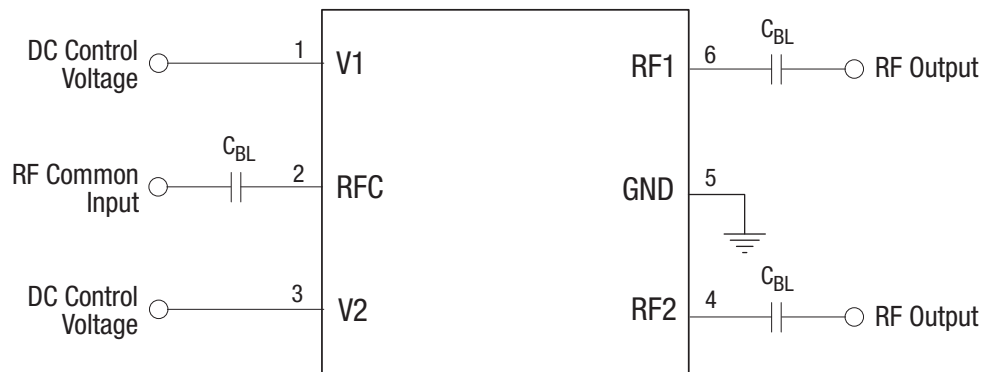 DC Control
Voltage
1
V1
RF1
6
C_BL
RF Output
RF Common
Input
C_BL
2
RFC
GND
5
DC Control
Voltage
3
V2
RF2
4
C_BL
RF Output